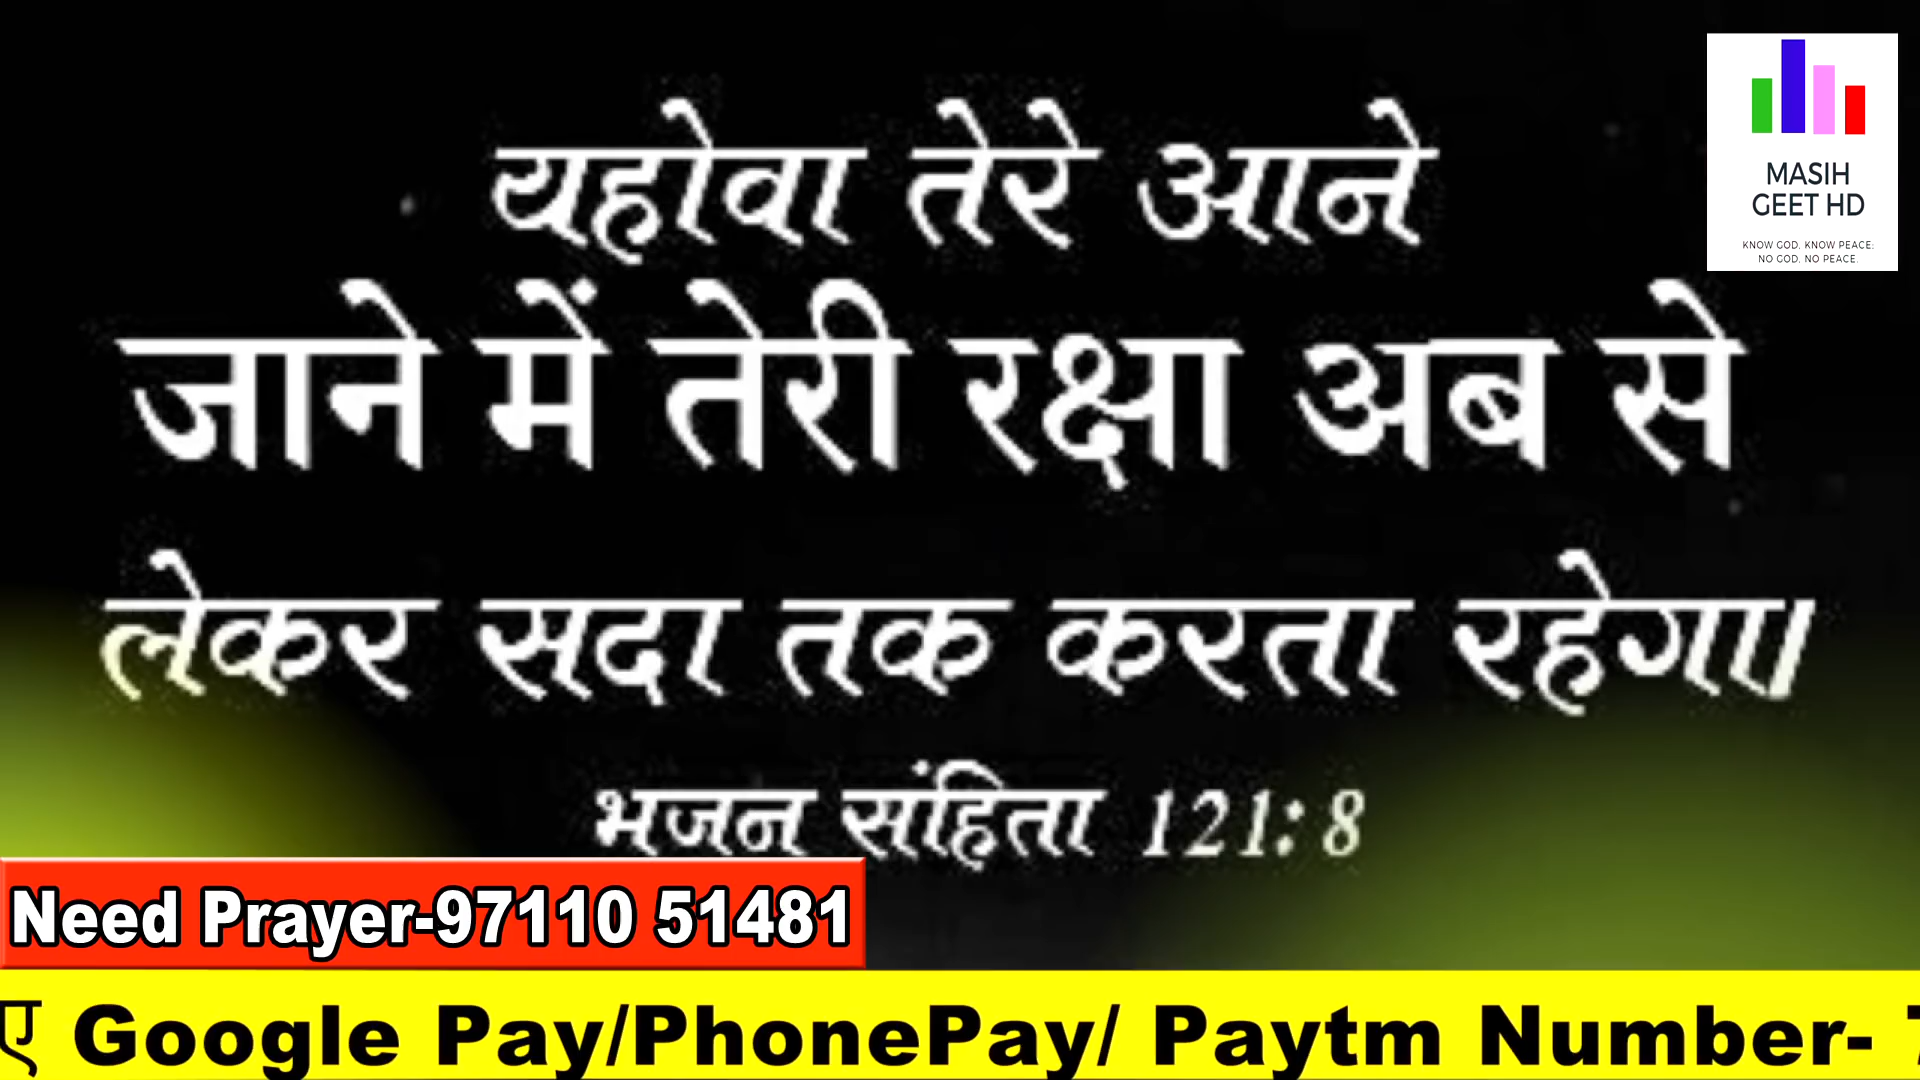 यहोवा तेरे आने
जाने में तेरी रक्षा अब से
लेकर सदा तक करता रहेगा।
भजन संहिता 121:8
MASIH
GEET HD
KNOW GOD, KNOW PEACE;
NO GOD, NO PEACE.
Need Prayer-97110 51481
Google Pay/PhonePay/ Paytm Number-